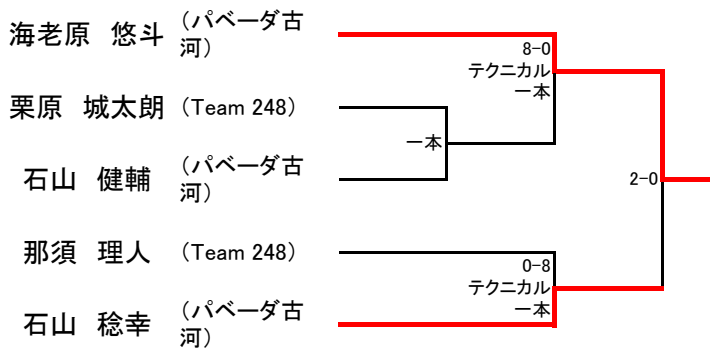 海老原　悠斗 （パベーダ古
河）
8-0
テクニカル
一本
栗原　城太朗 （Team 248）
一本
石山　健輔 （パベーダ古
河）
2-0
那須　理人 （Team 248）
0-8
テクニカル
一本
石山　稔幸 （パベーダ古
河）